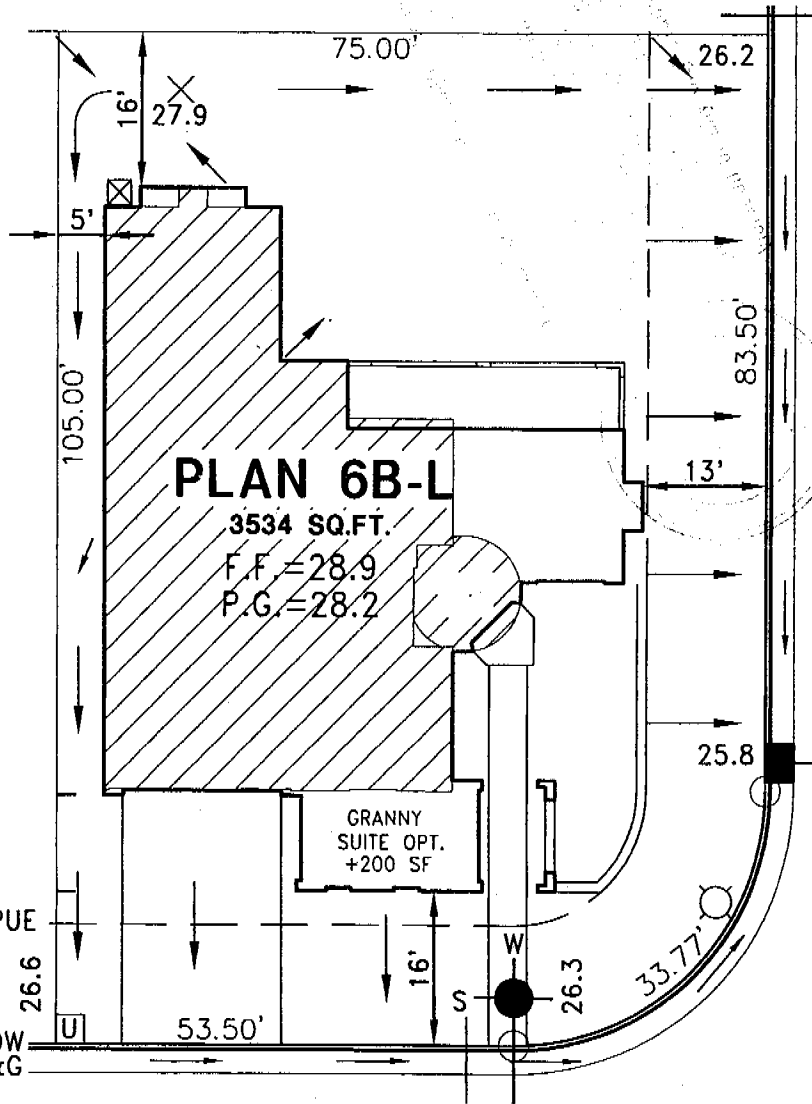 75.00'
26.2
16'
27.9
5'
105.00'
83.50'
PLAN 6B-L
3534 SQ.FT.
F.F.=28.9
P.G.=28.2
13'
25.8
GRANNY
SUITE OPT.
+200 SF
PUE
26.6
16'
W
S
26.3
33.77'
U
53.50'